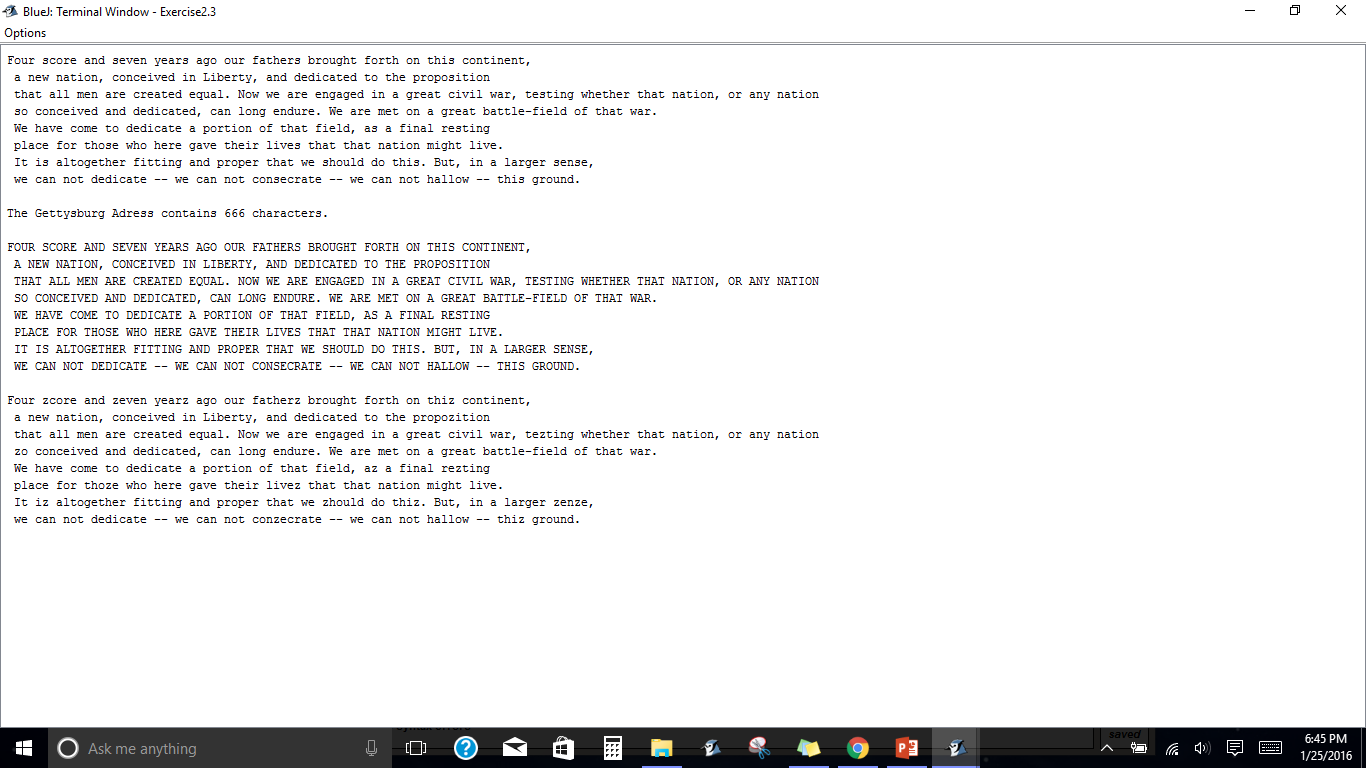 BlueJ: Terminal Window - Exercise2.3
Options
Four score and seven years ago our fathers brought forth on this continent,
a new nation, conceived in Liberty, and dedicated to the proposition
that all men are created equal. Now we are engaged in a great civil war, testing whether that nation, or any nation
so conceived and dedicated, can long endure. We are met on a great battle-field of that war.
We have come to dedicate a portion of that field, as a final resting
place for those who here gave their lives that that nation might live.
It is altogether fitting and proper that we should do this. But, in a larger sense,
we can not dedicate -- we can not consecrate -- we can not hallow -- this ground.
The Gettysburg Adress contains 666 characters.
FOUR SCORE AND SEVEN YEARS AGO OUR FATHERS BROUGHT FORTH ON THIS CONTINENT,
A NEW NATION, CONCEIVED IN LIBERTY, AND DEDICATED TO THE PROPOSITION
THAT ALL MEN ARE CREATED EQUAL. NOW WE ARE ENGAGED IN A GREAT CIVIL WAR, TESTING WHETHER THAT NATION, OR ANY NATION
SO CONCEIVED AND DEDICATED, CAN LONG ENDURE. WE ARE MET ON A GREAT BATTLE-FIELD OF THAT WAR.
WE HAVE COME TO DEDICATE A PORTION OF THAT FIELD, AS A FINAL RESTING
PLACE FOR THOSE WHO HERE GAVE THEIR LIVES THAT THAT NATION MIGHT LIVE.
IT IS ALTOGETHER FITTING AND PROPER THAT WE SHOULD DO THIS. BUT, IN A LARGER SENSE,
WE CAN NOT DEDICATE -- WE CAN NOT CONSECRATE -- WE CAN NOT HALLOW -- THIS GROUND.
Four zcore and zeven yearz ago our fatherz brought forth on thiz continent,
a new nation, conceived in Liberty, and dedicated to the propozition
that all men are created equal. Now we are engaged in a great civil war, tezting whether that nation, or any nation
zo conceived and dedicated, can long endure. We are met on a great battle-field of that war.
We have come to dedicate a portion of that field, az a final rezting
place for thoze who here gave their livez that that nation might live.
It iz altogether fitting and proper that we zhould do thiz. But, in a larger zenze,
we can not dedicate -- we can not conzecrate -- we can not hallow -- thiz ground.
saved
Ask me anything
6:45 PM
1/25/2016